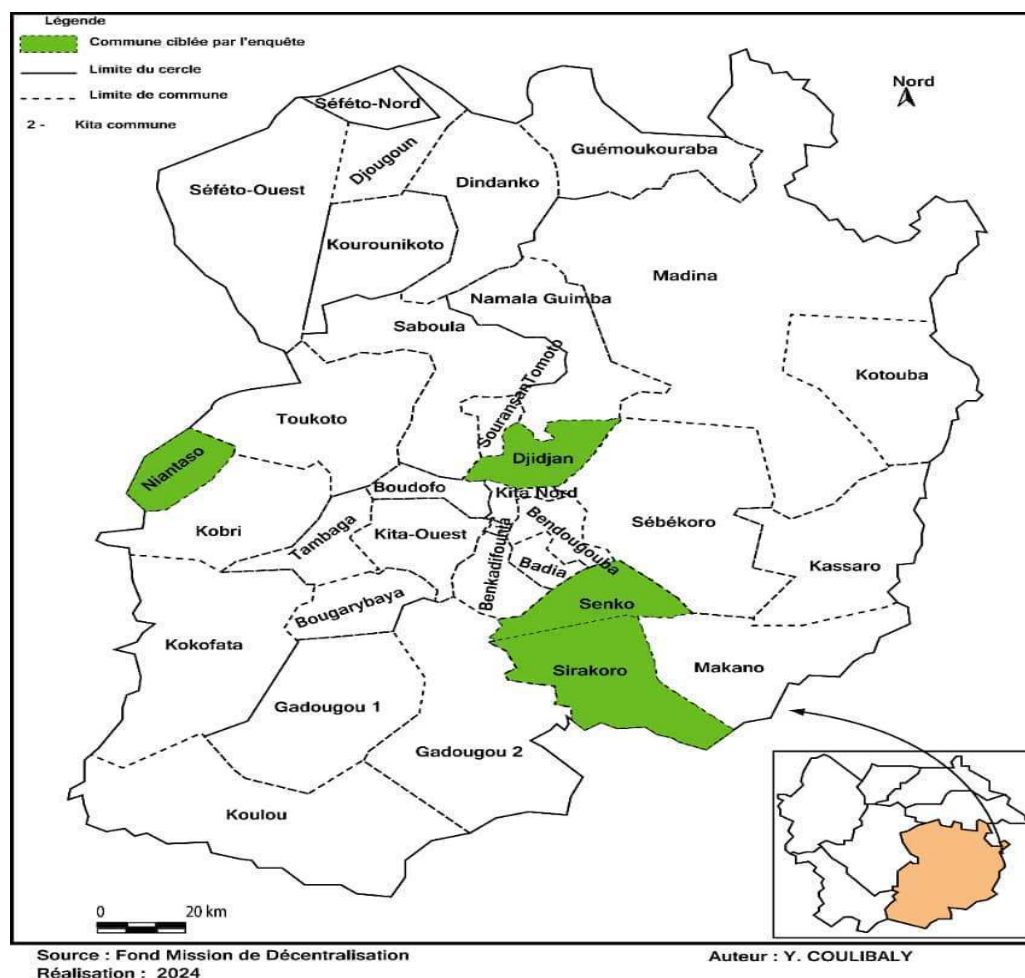 Légende
Commune ciblée par l'enquête
Limite du cercle
Limite de commune
2 - Kita commune
Nord
Séféto-Nord
Djougoun
Séféto-Ouest
Dindanko
Guémoukouraba
Kourounikoto
Madina
Namala Guimba
Saboula
Tomoto
Souransan
Kotouba
Toukoto
Djidjan
Niantaso
Boudofo
Kita Nord
Kobri
Tambaga
Kita-Ouest
Benkadifounfa
Bendougouba
Badia
Sébékoro
Kassaro
Bougarybaya
Senko
Kokofata
Sirakoro
Makano
Gadougou 1
Gadougou 2
Koulou
0 20 km
Source : Fond Mission de Décentralisation
Auteur : Y. COULIBALY
Réalisation : 2024